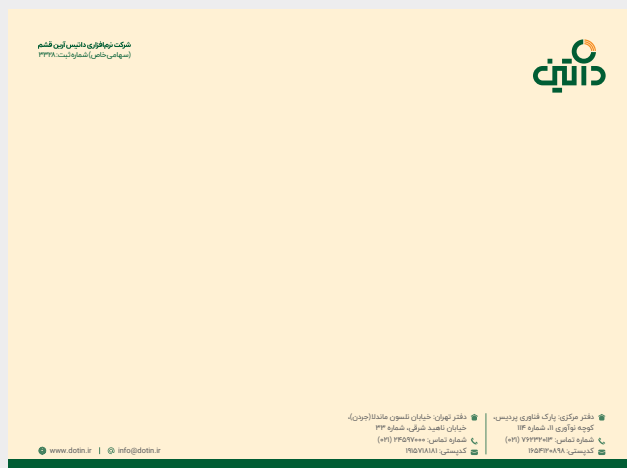 داتین
شرکت نرم‌افزاری داتیس آرین قشم
(سهامی‌خاص) شماره ثبت: ۳۳۲۸
دفتر مرکزی: پارک فناوری پردیس،
کوچه نوآوری ۱۱، شماره ۱۱۴
شماره تماس: ۷۶۲۳۲۰۱۳ (۰۲۱)
کدپستی: ۱۶۵۴۱۲۰۸۹۸
دفتر تهران: خیابان نلسون ماندلا(جردن)،
خیابان ناهید شرقی، شماره ۳۳
شماره تماس: ۲۴۵۹۷۰۰۰ (۰۲۱)
کدپستی: ۱۹۱۵۷۱۸۱۸۱
www.dotin.ir | info@dotin.ir